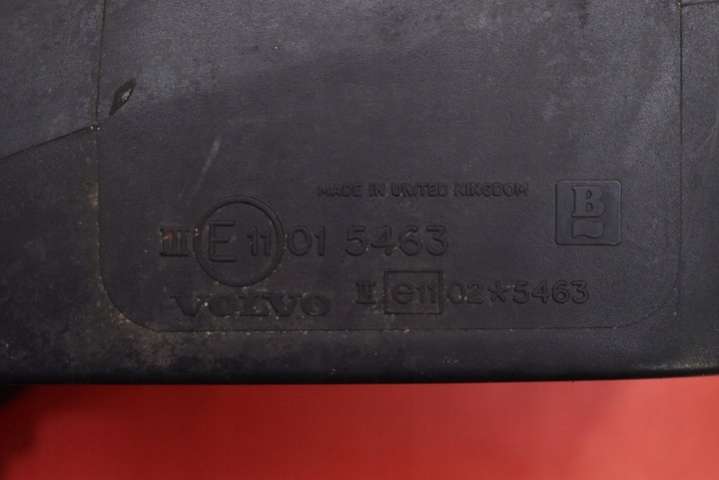 MADE IN UNITED KINGDOM
B
III E 11 01 5463
VOLVO
II e11 02*5463